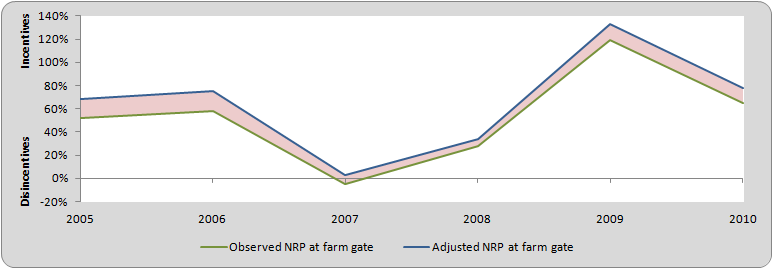 Incentives
Disincentives
140%
120%
100%
80%
60%
40%
20%
0%
-20%
2005 2006 2007 2008 2009 2010
Observed NRP at farm gate Adjusted NRP at farm gate